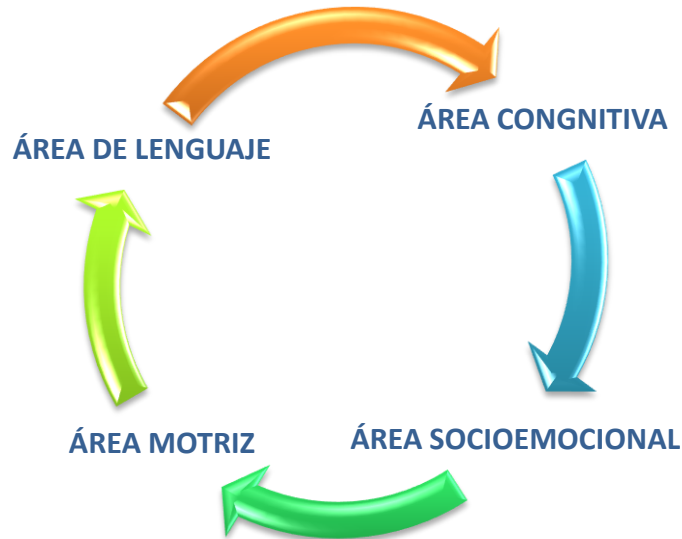 ÁREA CONGNITIVA
ÁREA DE LENGUAJE
ÁREA MOTRIZ
ÁREA SOCIOEMOCIONAL